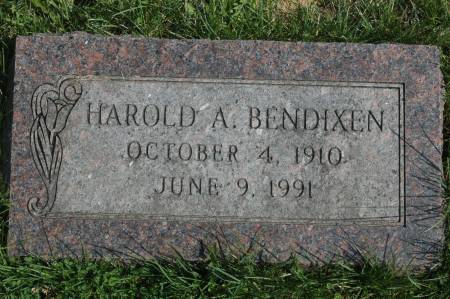 HAROLD A. BENDIXEN
OCTOBER 4, 1910
JUNE 9, 1991